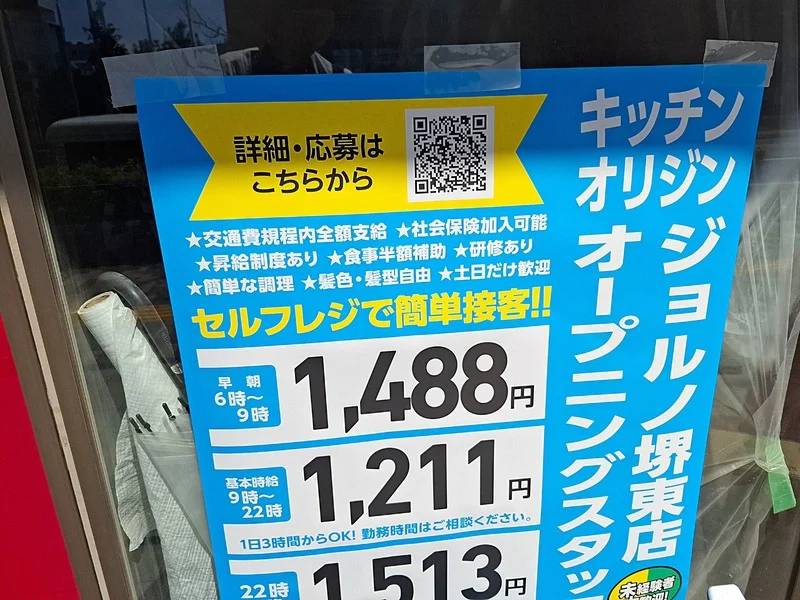 キッチン
オリジン
ジョルノ堺東店
オープニングスタッ
詳細・応募は
こちらから
★交通費規程内全額支給 ★社会保険加入可能
★昇給制度あり ★食事半額補助 ★研修あり
★簡単な調理 ★髪色・髪型自由 ★土日だけ歓迎
セルフレジで簡単接客!!
早朝
6時〜
9時
1,488円
基本時給
9時〜
22時
1,211円
1日3時間からOK! 勤務時間はご相談ください。
22時
1,513円
未経験者